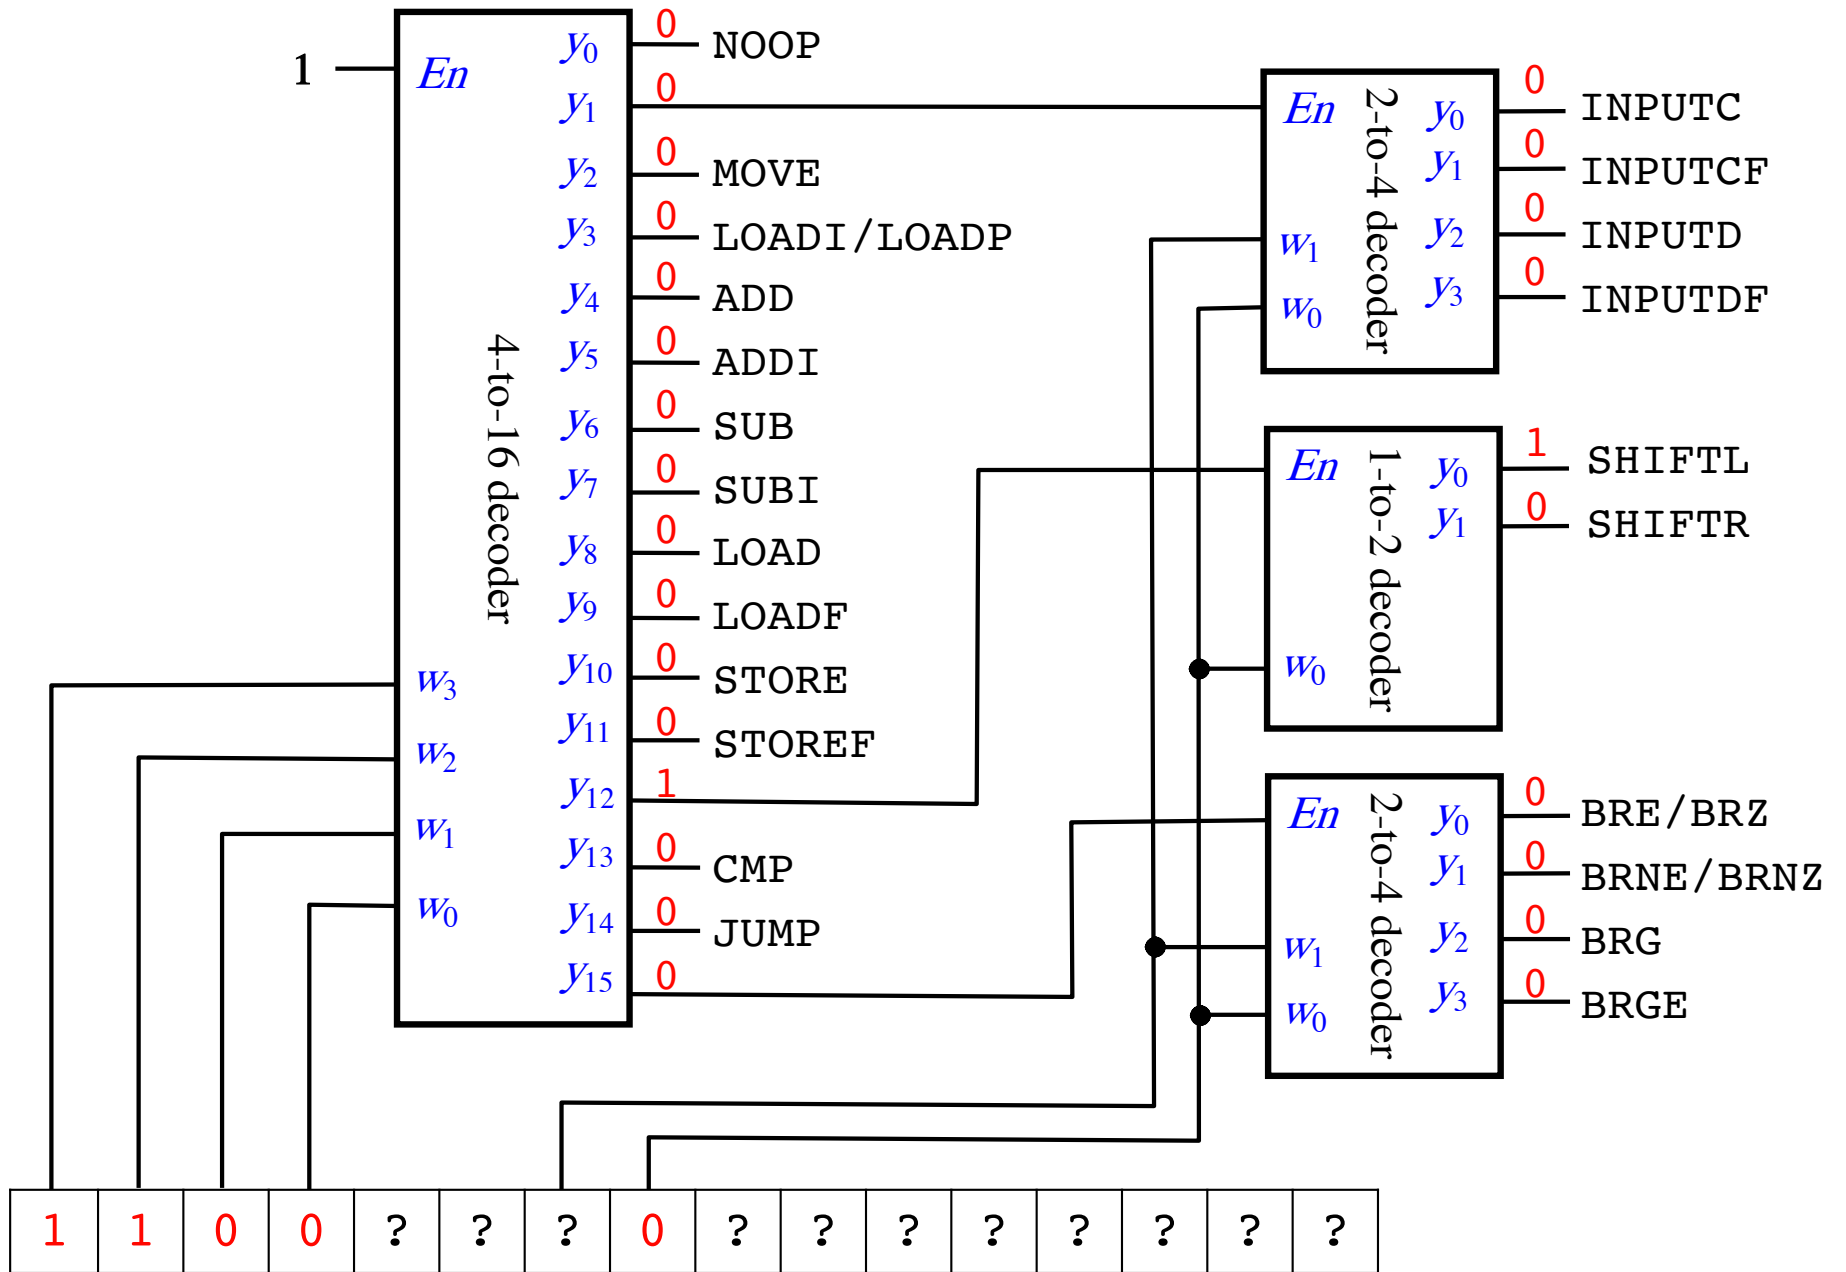 1
En
4-to-16 decoder
w3
w2
w1
w0
y0 0 NOOP
y1 0
y2 0 MOVE
y3 0 LOADI/LOADP
y4 0 ADD
y5 0 ADDI
y6 0 SUB
y7 0 SUBI
y8 0 LOAD
y9 0 LOADF
y10 0 STORE
y11 0 STOREF
y12 1
y13 0 CMP
y14 0 JUMP
y15 0
En
w1
w0
2-to-4 decoder
y0 0 INPUTC
y1 0 INPUTCF
y2 0 INPUTD
y3 0 INPUTDF
En
w0
1-to-2 decoder
y0 1 SHIFTL
y1 0 SHIFTR
En
w1
w0
2-to-4 decoder
y0 0 BRE/BRZ
y1 0 BRNE/BRNZ
y2 0 BRG
y3 0 BRGE
1 1 0 0 ? ? ? 0 ? ? ? ? ? ? ? ?